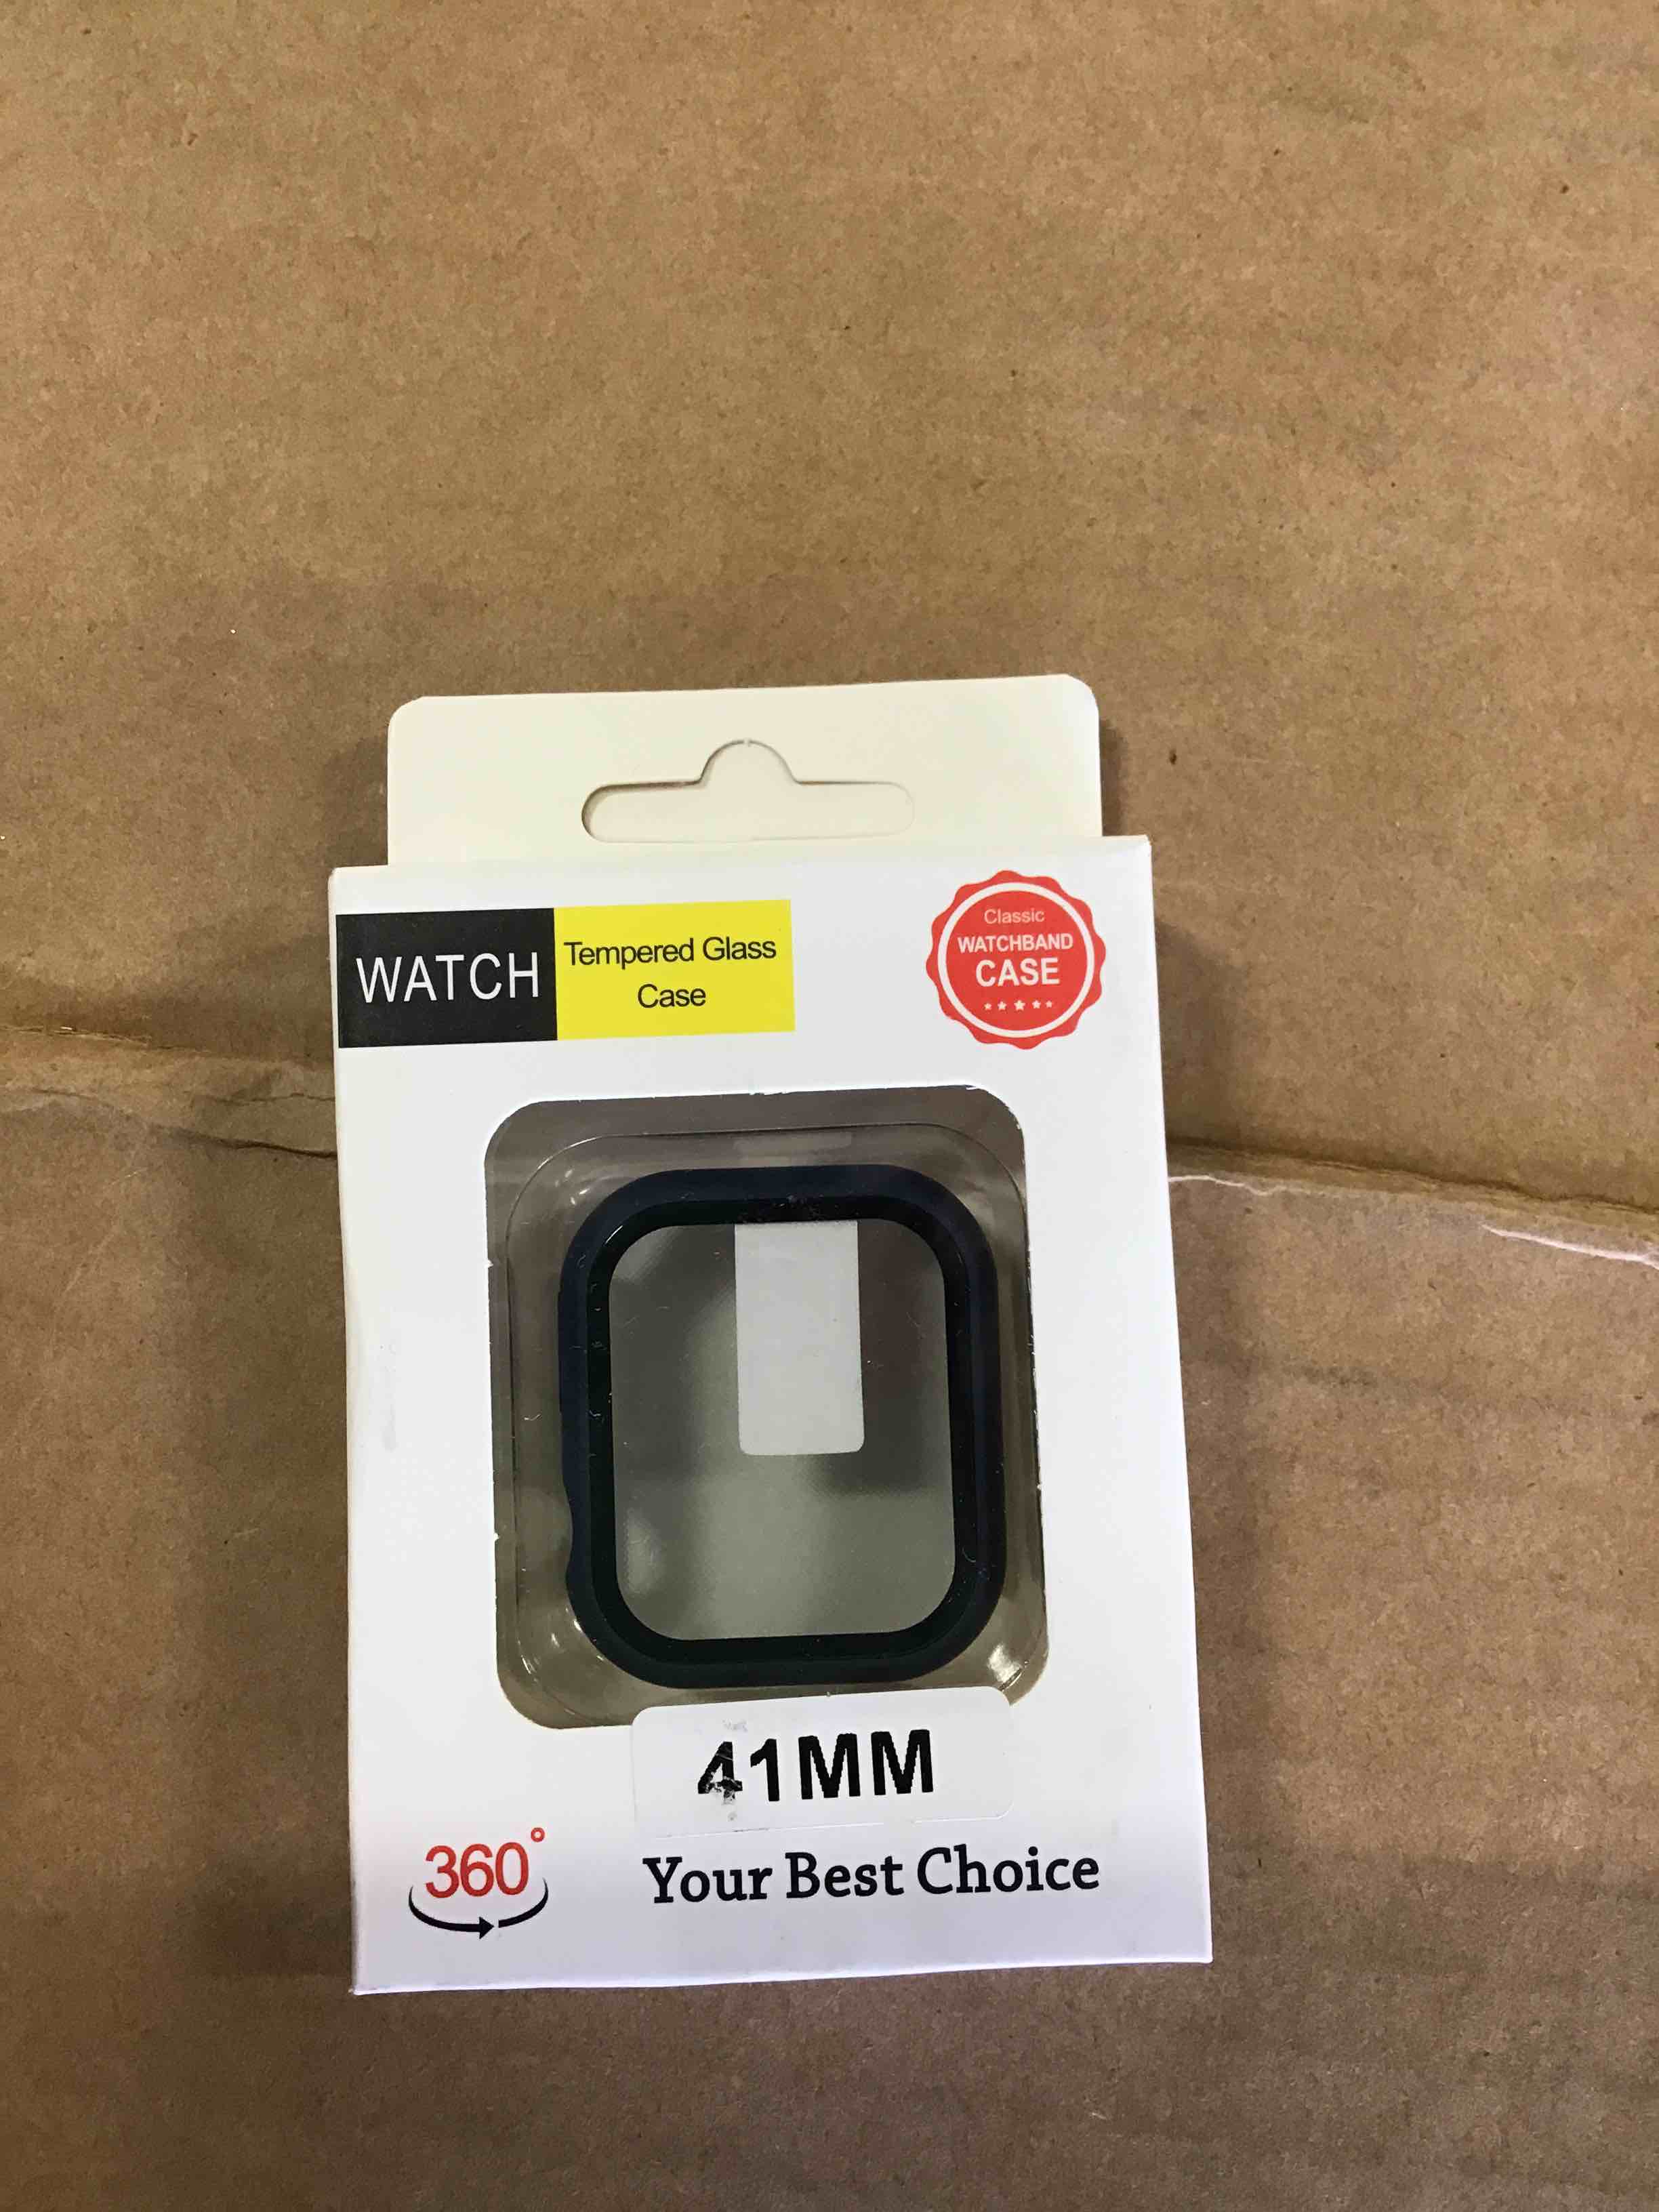 WATCH
Tempered Glass
Case
Classic
WATCHBAND
CASE
41MM
360°
Your Best Choice